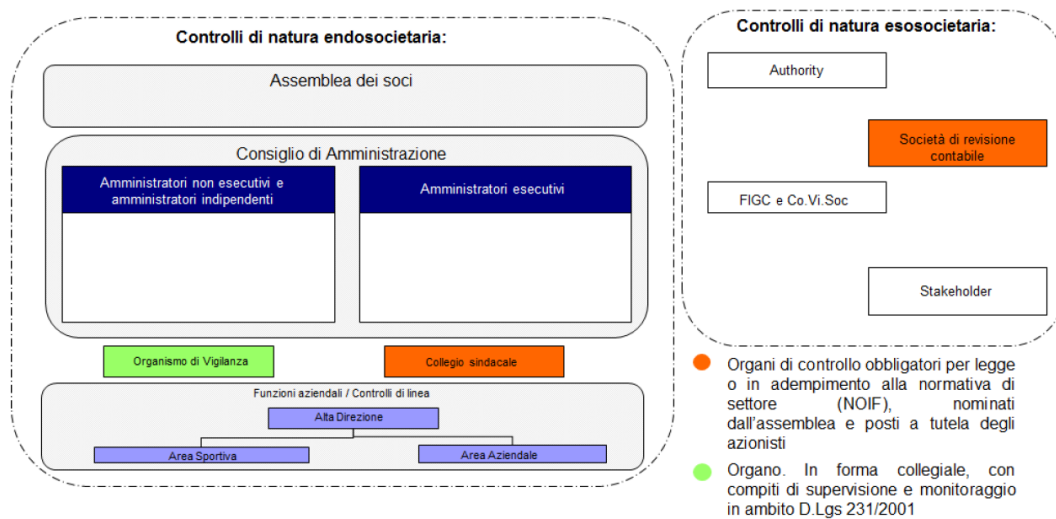 Controlli di natura endosocietaria:
Assemblea dei soci
Consiglio di Amministrazione
Amministratori non esecutivi e
amministratori indipendenti
Amministratori esecutivi
Organismo di Vigilanza
Collegio sindacale
Funzioni aziendali / Controlli di linea
Alta Direzione
Area Sportiva
Area Aziendale
Controlli di natura esosocietaria:
Authority
Società di revisione
contabile
FIGC e Co.Vi.Soc
Stakeholder
Organi di controllo obbligatori per legge
o in adempimento alla normativa di
settore (NOIF), nominati
dall'assemblea e posti a tutela degli
azionisti
Organo. In forma collegiale, con
compiti di supervisione e monitoraggio
in ambito D.Lgs 231/2001